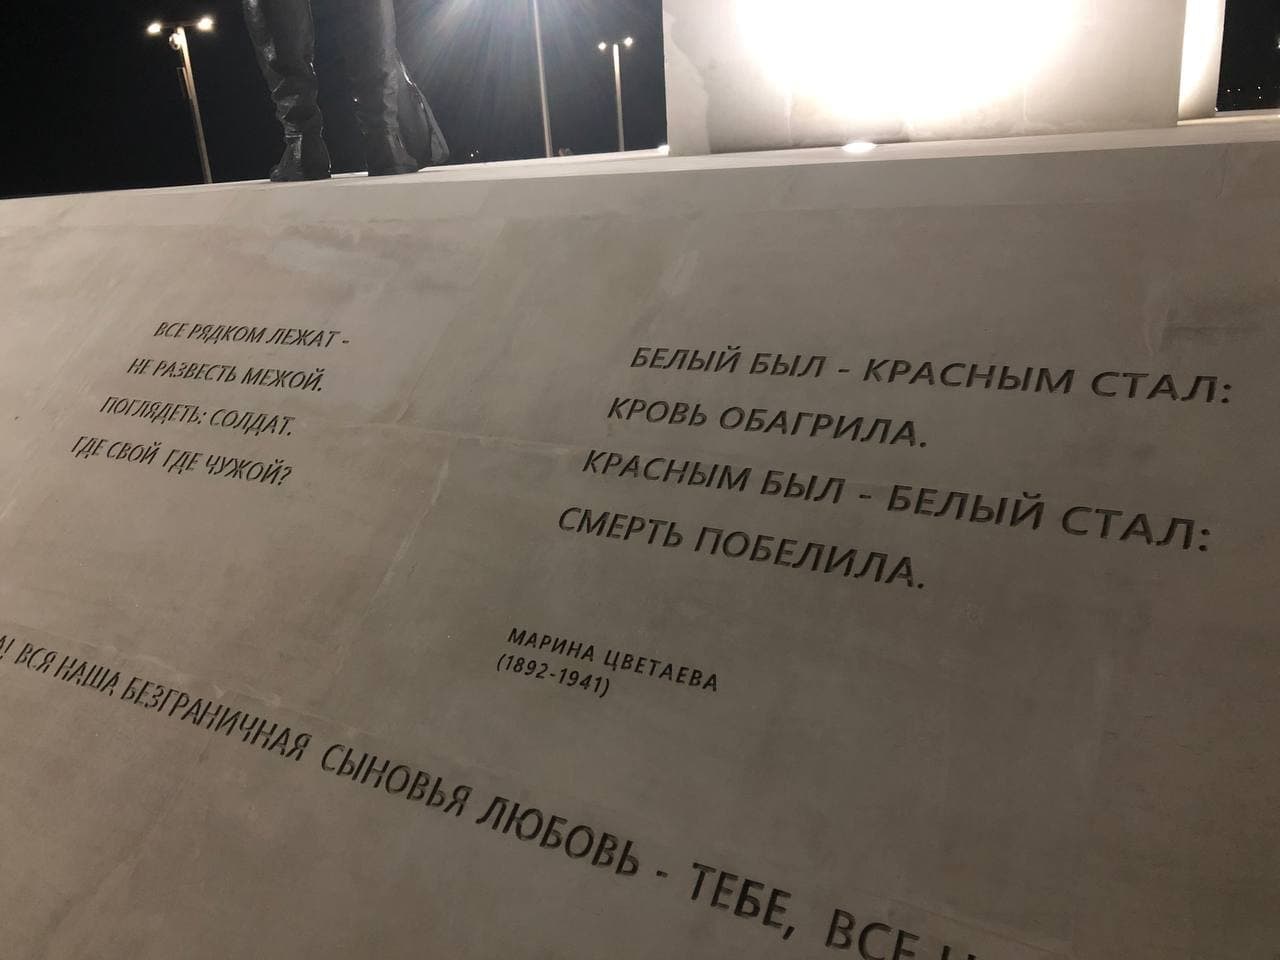 ВСЕ РЯДКОМ ЛЕЖАТ -
НЕ РАЗВЕСТЬ МЕЖОЙ.
ПОГЛЯДЕТЬ: СОЛДАТ.
ГДЕ СВОЙ ГДЕ ЧУЖОЙ?
БЕЛЫЙ БЫЛ - КРАСНЫМ СТАЛ:
КРОВЬ ОБАГРИЛА.
КРАСНЫМ БЫЛ - БЕЛЫЙ СТАЛ:
СМЕРТЬ ПОБЕЛИЛА.
МАРИНА ЦВЕТАЕВА
(1892-1941)
! ВСЯ НАША БЕЗГРАНИЧНАЯ СЫНОВЬЯ ЛЮБОВЬ - ТЕБЕ, ВСЕ